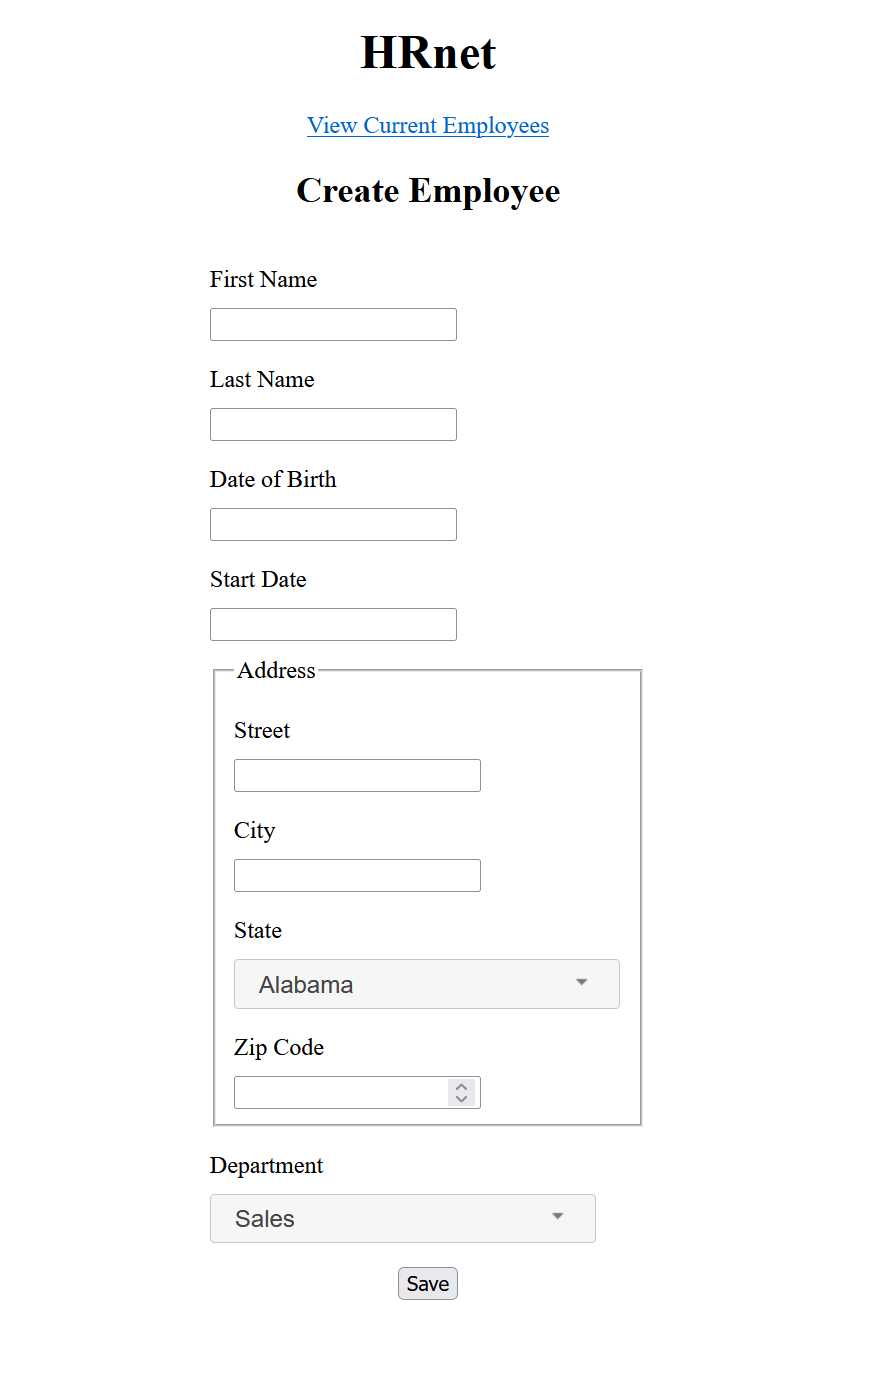 HRnet
View Current Employees
Create Employee
First Name
Last Name
Date of Birth
Start Date
Address
Street
City
State
Alabama
Zip Code
Department
Sales
Save